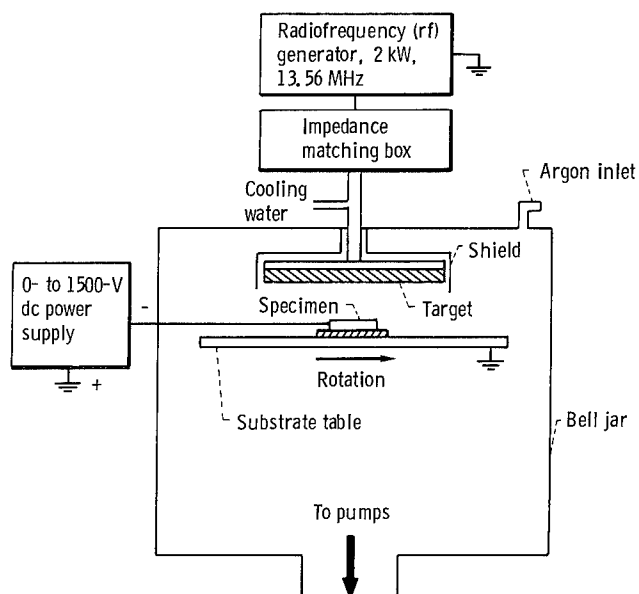 Radiofrequency (rf)
generator, 2 kW,
13.56 MHz
Impedance
matching box
Argon inlet
Cooling
water
Shield
0- to 1500-V
dc power
supply
-
+
Specimen
Target
Rotation
Substrate table
Bell jar
To pumps